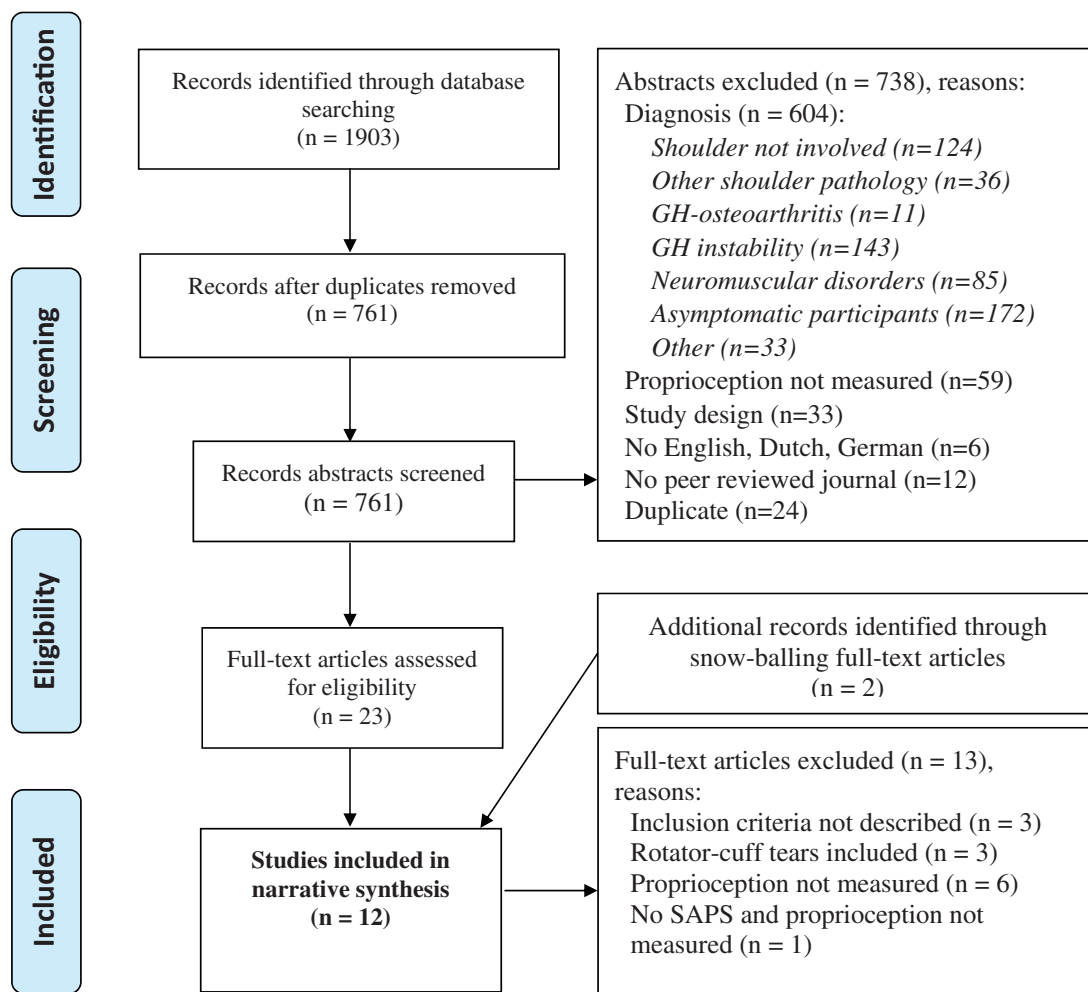 Identification
Records identified through database
searching
(n = 1903)
Abstracts excluded (n = 738), reasons:
Diagnosis (n = 604):
Shoulder not involved (n=124)
Other shoulder pathology (n=36)
GH-osteoarthritis (n=11)
GH instability (n=143)
Neuromuscular disorders (n=85)
Asymptomatic participants (n=172)
Other (n=33)
Proprioception not measured (n=59)
Study design (n=33)
No English, Dutch, German (n=6)
No peer reviewed journal (n=12)
Duplicate (n=24)
Screening
Records after duplicates removed
(n = 761)
Records abstracts screened
(n = 761)
Eligibility
Full-text articles assessed
for eligibility
(n = 23)
Additional records identified through
snow-balling full-text articles
(n = 2)
Included
Studies included in
narrative synthesis
(n = 12)
Full-text articles excluded (n = 13),
reasons:
Inclusion criteria not described (n = 3)
Rotator-cuff tears included (n = 3)
Proprioception not measured (n = 6)
No SAPS and proprioception not
measured (n = 1)